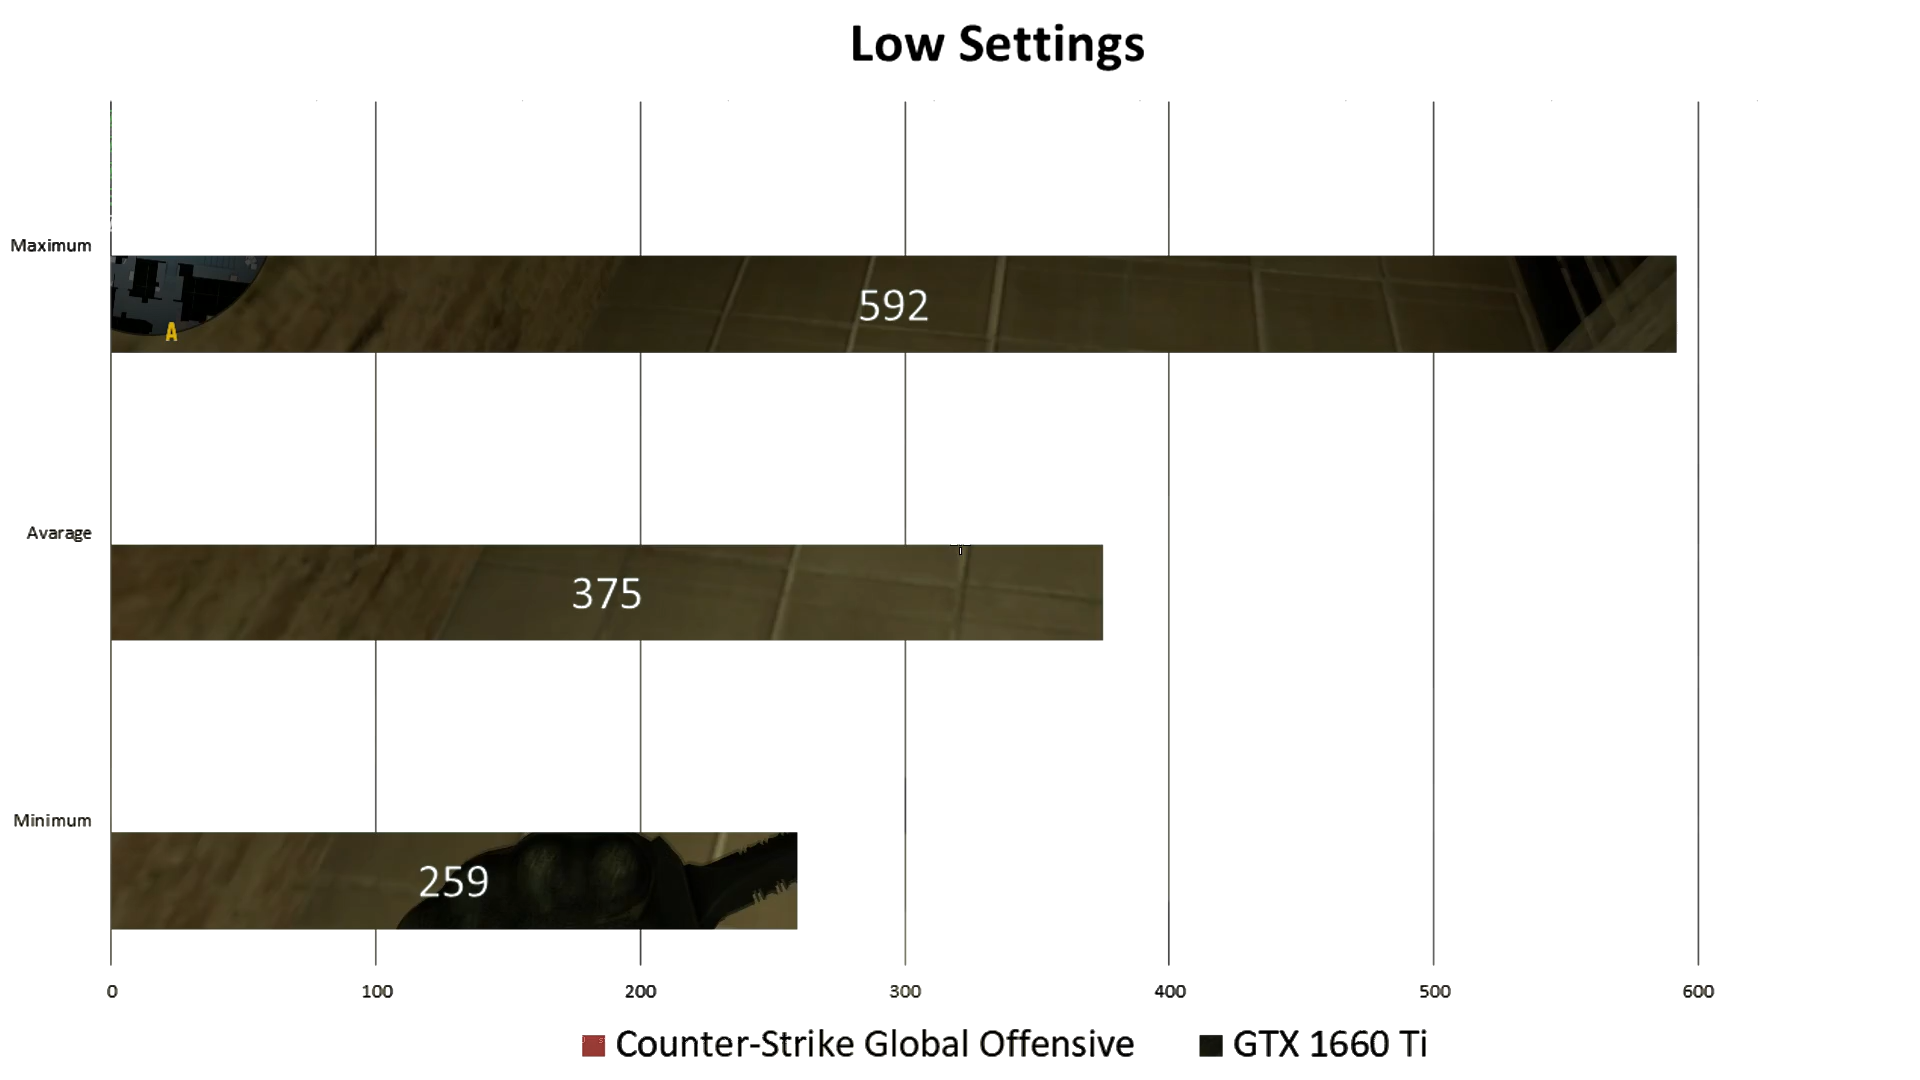 Low Settings
Maximum
592
A
Avarage
375
Minimum
259
0 100 200 300 400 500 600
Counter-Strike Global Offensive GTX 1660 Ti